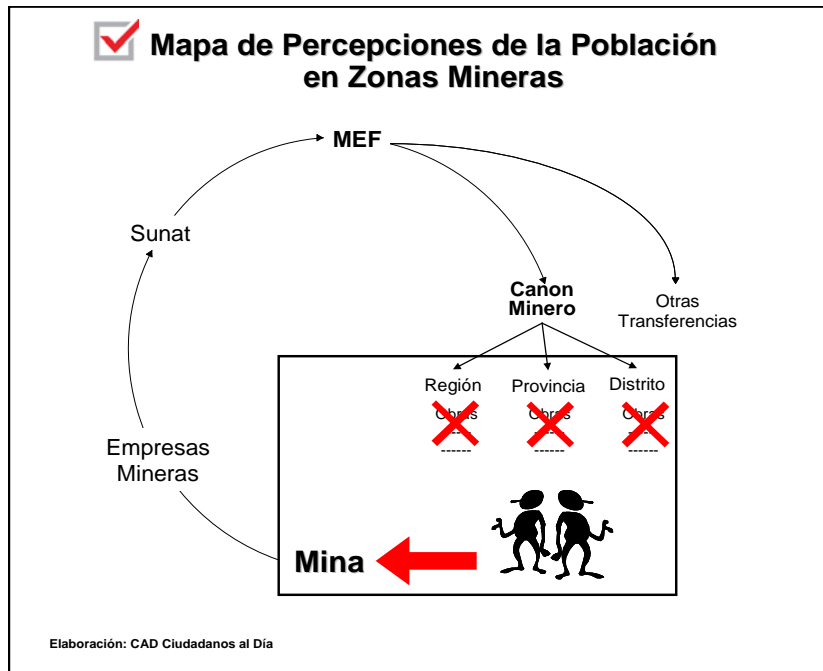 Mapa de Percepciones de la Población
en Zonas Mineras
MEF
Sunat
Canon
Minero
Otras
Transferencias
Región Provincia Distrito
Obras Obras Obras
------ ------ ------
------ ------ ------
Empresas
Mineras
Mina
Elaboración: CAD Ciudadanos al Día